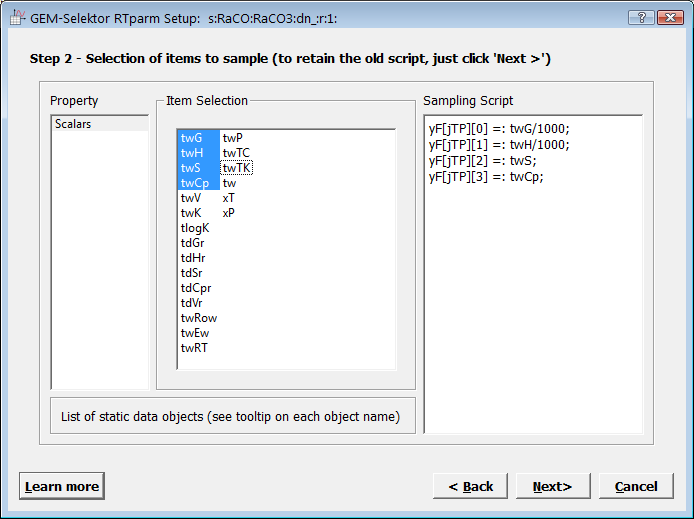 GEM-Selektor RTparm Setup: s:RaCO:RaCO3:dn_:r:1:
Step 2 - Selection of items to sample (to retain the old script, just click 'Next >')
Property
Scalars
Item Selection
twG
twH
twS
twCp
twV
twK
tlogK
tdGr
tdHr
tdSr
tdCpr
tdVr
twRow
twEw
twRT
twP
twTC
twTK
tw
xT
xP
Sampling Script
yF[jTP][0] =: twG/1000;
yF[jTP][1] =: twH/1000;
yF[jTP][2] =: twS;
yF[jTP][3] =: twCp;
List of static data objects (see tooltip on each object name)
Learn more
< Back
Next>
Cancel